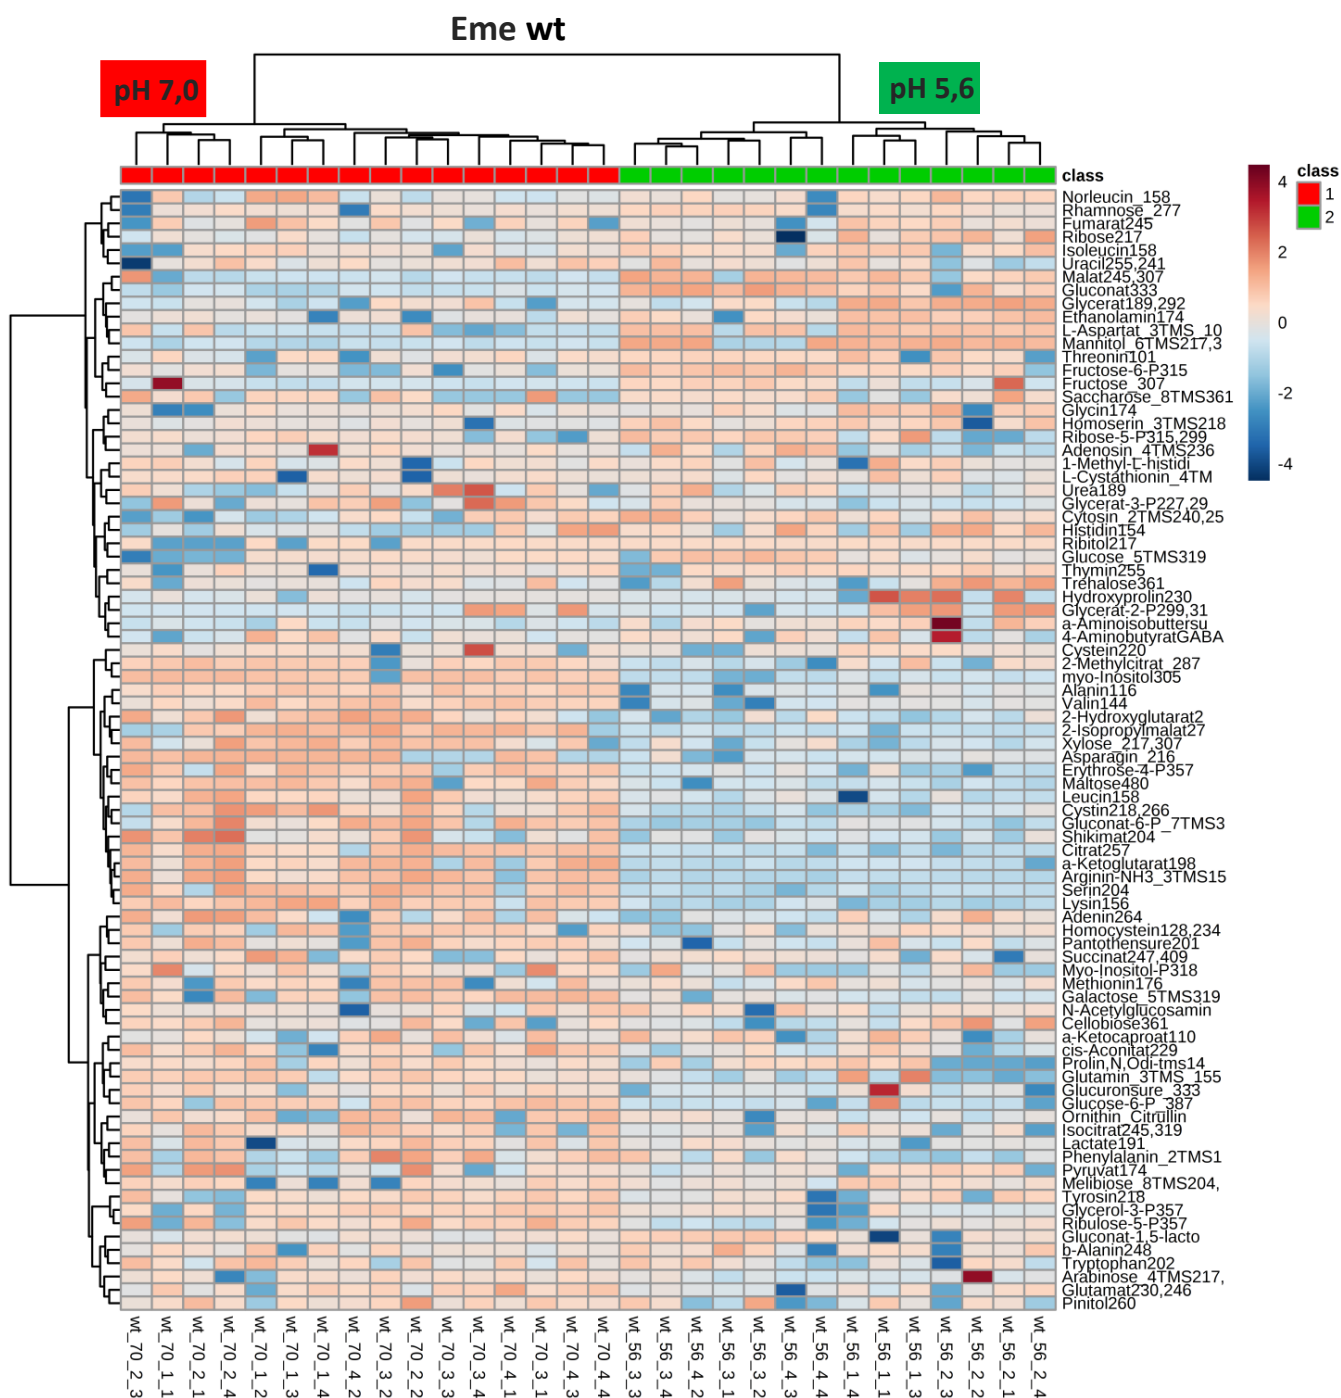 Eme wt
pH 7,0
pH 5,6
class
class
1
2
4
2
0
-2
-4
Norleucin_158
Rhamnose_277
Fumarat245
Ribose217
Isoleucin158
Uracil255,241
Malat245,307
Gluconat333
Glycerat189,292
Ethanolamin174
L-Aspartat_3TMS_10
Mannitol_6TMS217,3
Threonin101
Fructose-6-P315
Fructose_307
Saccharose_8TMS361
Glycin174
Homoserin_3TMS218
Ribose-5-P315,299
Adenosin_4TMS236
1-Methyl-L-histidi
L-Cystathionin_4TM
Urea189
Glycerat-3-P227,29
Cytosin_2TMS240,25
Histidin154
Ribitol217
Glucose_5TMS319
Thymin255
Trehalose361
Hydroxyprolin230
Glycerat-2-P299,31
a-Aminoisobuttersu
4-AminobutyratGABA
Cystein220
2-Methylcitrat_287
myo-Inositol305
Alanin116
Valin144
2-Hydroxyglutarat2
2-Isopropylmalat27
Xylose_217,307
Asparagin_216
Erythrose-4-P357
Maltose480
Leucin158
Cystin218,266
Gluconat-6-P_7TMS3
Shikimat204
Citrat257
a-Ketoglutarat198
Arginin-NH3_3TMS15
Serin204
Lysin156
Adenin264
Homocystein128,234
Pantothensure201
Succinat247,409
Myo-Inositol-P318
Methionin176
Galactose_5TMS319
N-Acetylglucosamin
Cellobiose361
a-Ketocaproat110
cis-Aconitat229
Prolin,N,Odi-tms14
Glutamin_3TMS_155
Glucuronsure_333
Glucose-6-P_387
Ornithin_Citrullin
Isocitrat245,319
Lactate191
Phenylalanin_2TMS1
Pyruvat174
Melibiose_8TMS204,
Tyrosin218
Glycerol-3-P357
Ribulose-5-P357
Gluconat-1,5-lacto
b-Alanin248
Tryptophan202
Arabinose_4TMS217,
Glutamat230,246
Pinitol260
wt_70_2_3
wt_70_1_1
wt_70_2_1
wt_70_2_4
wt_70_1_2
wt_70_1_3
wt_70_1_4
wt_70_4_2
wt_70_3_2
wt_70_2_2
wt_70_3_1
wt_70_3_4
wt_70_4_1
wt_70_3_3
wt_70_4_3
wt_70_4_4
wt_56_3_3
wt_56_3_4
wt_56_4_2
wt_56_3_1
wt_56_3_2
wt_56_4_3
wt_56_4_4
wt_56_1_4
wt_56_1_1
wt_56_1_3
wt_56_2_3
wt_56_2_2
wt_56_2_1
wt_56_2_4